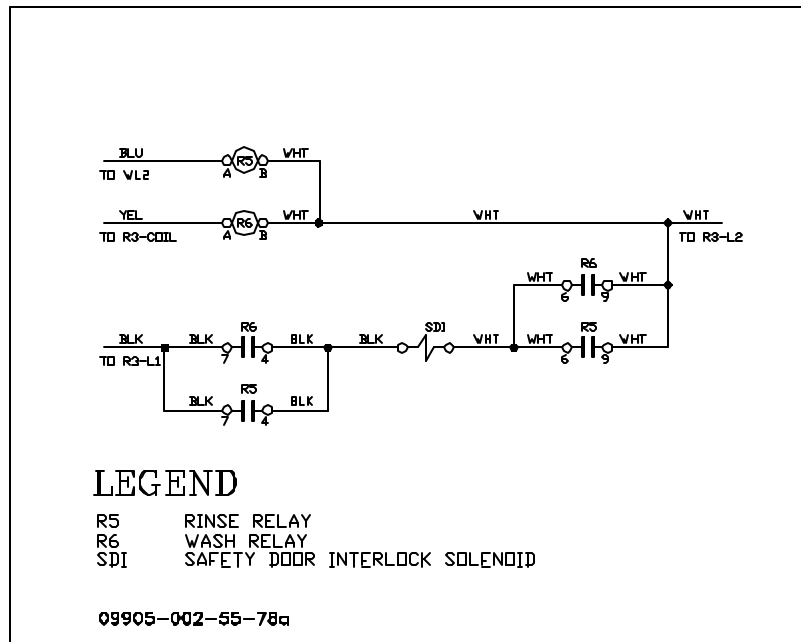 BLU WHT
R5
TO WL2 A B
YEL WHT WHT WHT
R6
TO R3-COIL A B TO R3-L2
R6
WHT WHT
6 9
R6 SDI R5
BLK BLK BLK BLK WHT WHT WHT
TO R3-L1 7 4 6 9
R5
BLK BLK
7 4
LEGEND
R5 RINSE RELAY
R6 WASH RELAY
SDI SAFETY DOOR INTERLOCK SOLENOID
09905-002-55-78a